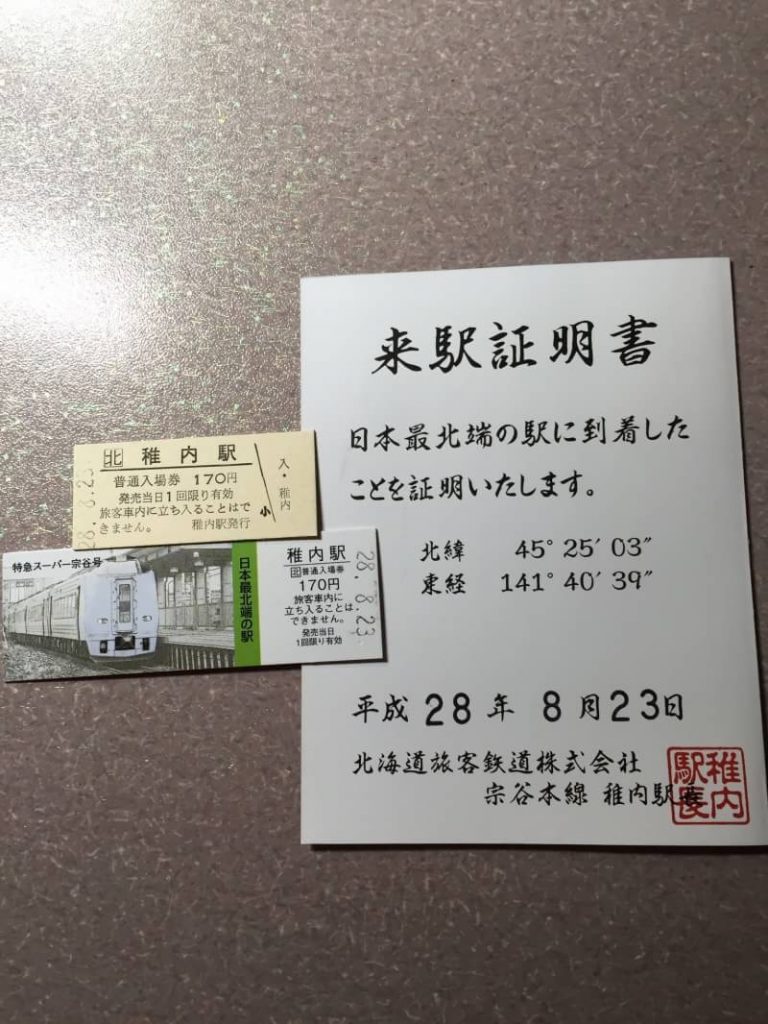 来駅証明書
日本最北端の駅に到着した
ことを証明いたします。
北緯 45°25′03″
東経 141°40′39″
平成28年8月23日
北海道旅客鉄道株式会社
宗谷本線 稚内駅長
稚内
駅長
北 稚内駅
普通入場券 170円
発売当日1回限り有効
旅客車内に立ち入ることはで
きません。 稚内駅発行
小
入・稚内
28.8.23
特急スーパー宗谷号
日本最北端の駅
稚内駅
北普通入場券
170円
旅客車内に
立ち入ることは
できません。
発売当日
1回限り有効
28.8.23